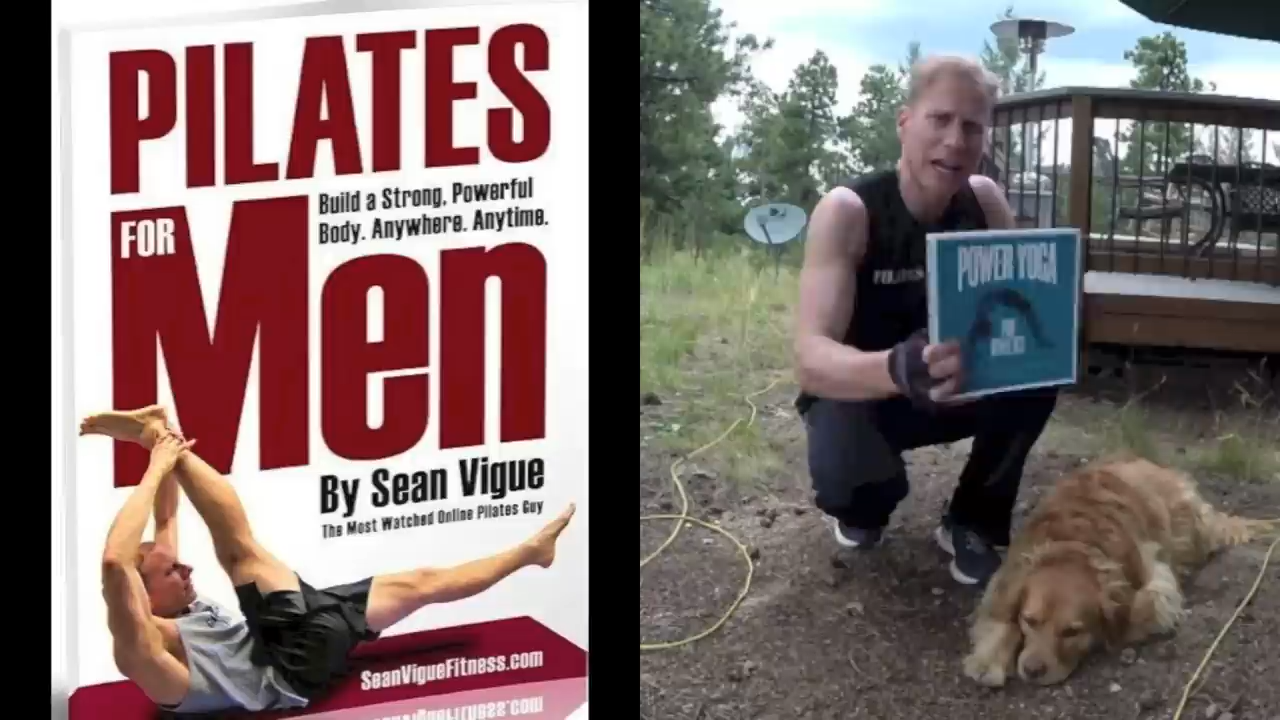 PILATES
FOR
Men
Build a Strong, Powerful
Body. Anywhere. Anytime.
By Sean Vigue
The Most Watched Online Pilates Guy
SeanVigueFitness.com
POWER YOGA